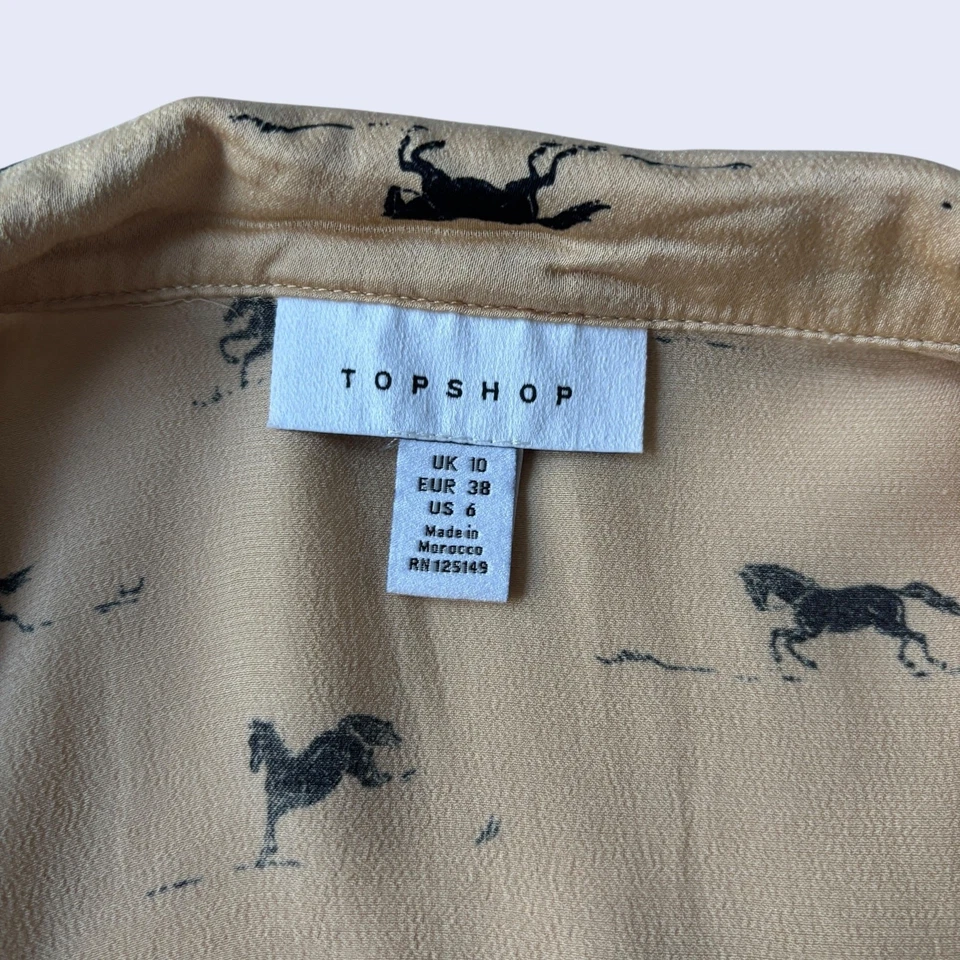 TOPSHOP
UK 10
EUR 38
US 6
Made in
Morocco
RN125149